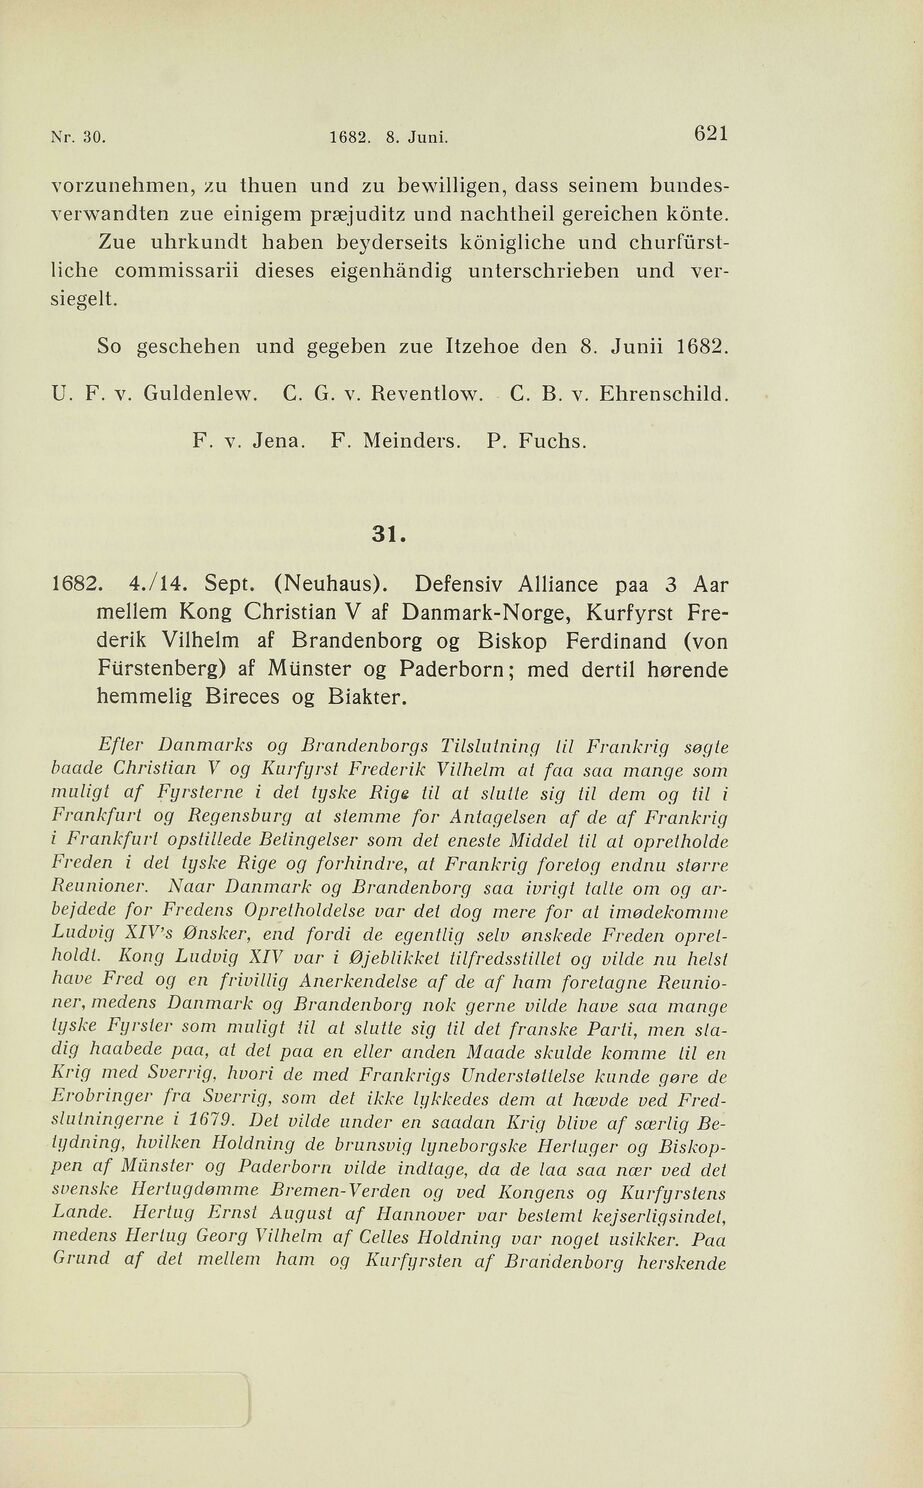 Nr. 30. 1682. 8. Juni. 621
vorzunehmen, zu thuen und zu bewilligen, dass seinem bundes-
verwandten zue einigem præjuditz und nachtheil gereichen könte.
Zue uhrkundt haben beyderseits königliche und churfürst-
liche commissarii dieses eigenhändig unterschrieben und ver-
siegelt.
So geschehen und gegeben zue Itzehoe den 8. Junii 1682.
U. F. v. Guldenlew. C. G. v. Reventlow. C. B. v. Ehrenschild.
F. v. Jena. F. Meinders. P. Fuchs.
31.
1682. 4./14. Sept. (Neuhaus). Defensiv Alliance paa 3 Aar
mellem Kong Christian V af Danmark-Norge, Kurfyrst Fre-
derik Vilhelm af Brandenborg og Biskop Ferdinand (von
Fürstenberg) af Münster og Paderborn; med dertil hørende
hemmelig Bireces og Biakter.
Efter Danmarks og Brandenborgs Tilslutning til Frankrig søgte
baade Christian V og Kurfyrst Frederik Vilhelm at faa saa mange som
muligt af Fyrsterne i det tyske Rige til at slutte sig til dem og til i
Frankfurt og Regensburg at stemme for Antagelsen af de af Frankrig
i Frankfurt opstillede Betingelser som det eneste Middel til at opretholde
Freden i det tyske Rige og forhindre, at Frankrig foretog endnu større
Reunioner. Naar Danmark og Brandenborg saa ivrigt talte om og ar-
bejdede for Fredens Opretholdelse var det dog mere for at imødekomme
Ludvig XIV's Ønsker, end fordi de egentlig selv ønskede Freden opret-
holdt. Kong Ludvig XIV var i Øjeblikket tilfredsstillet og vilde nu helst
have Fred og en frivillig Anerkendelse af de af ham foretagne Reunio-
ner, medens Danmark og Brandenborg nok gerne vilde have saa mange
tyske Fyrster som muligt til at slutte sig til det franske Parti, men sta-
dig haabede paa, at det paa en eller anden Maade skulde komme til en
Krig med Sverrig, hvori de med Frankrigs Understøttelse kunde gøre de
Erobringer fra Sverrig, som det ikke lykkedes dem at hævde ved Fred-
slutningerne i 1679. Det vilde under en saadan Krig blive af særlig Be-
tydning, hvilken Holdning de brunsvig lyneborgske Hertuger og Biskop-
pen af Münster og Paderborn vilde indtage, da de laa saa nær ved det
svenske Hertugdømme Bremen-Verden og ved Kongens og Kurfyrstens
Lande. Hertug Ernst August af Hannover var bestemt kejserligsindet,
medens Hertug Georg Vilhelm af Celles Holdning var noget usikker. Paa
Grund af det mellem ham og Kurfyrsten af Brandenborg herskende